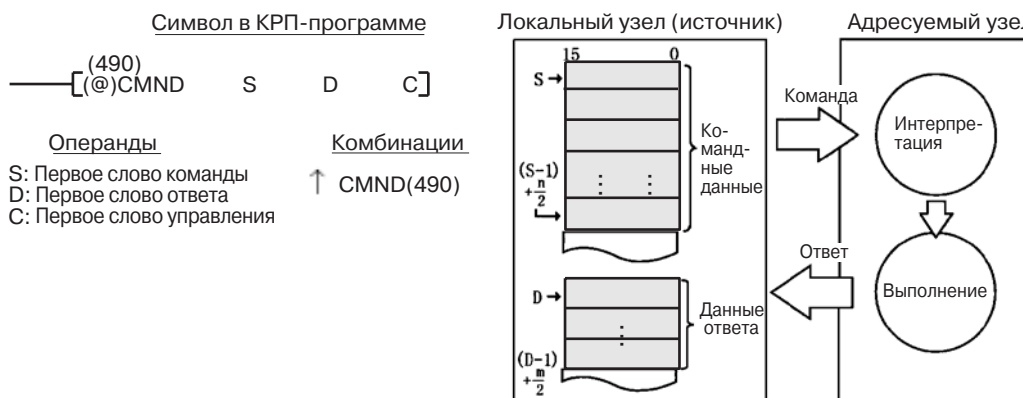 Символ в КРП-программе
(490)
[(@)CMND S D C]
Операнды
S: Первое слово команды
D: Первое слово ответа
C: Первое слово управления
Комбинации
↑ CMND(490)
Локальный узел (источник)
15 0
S→
(S-1)
+n/2
Ко-
манд-
ные
данные
D→
(D-1)
+m/2
Данные
ответа
Команда
Ответ
Адресуемый узел
Интерпре-
тация
Выполнение